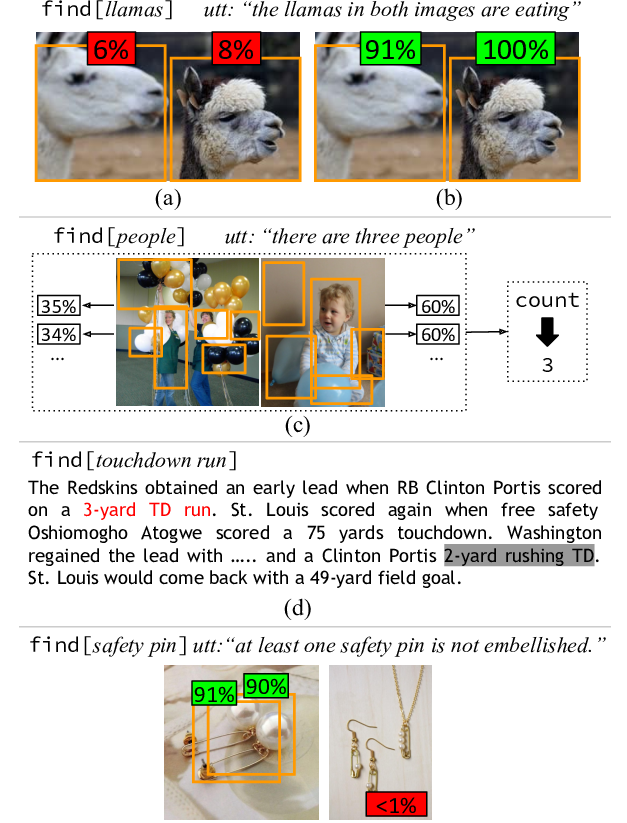 find[llamas] utt: “the llamas in both images are eating”
6% 8% 91% 100%
(a) (b)
find[people] utt: “there are three people”
35% 60%
34% 60%
... ...
count
3
(c)
find[touchdown run]
The Redskins obtained an early lead when RB Clinton Portis scored
on a 3-yard TD run. St. Louis scored again when free safety
Oshiomogho Atogwe scored a 75 yards touchdown. Washington
regained the lead with ….. and a Clinton Portis 2-yard rushing TD.
St. Louis would come back with a 49-yard field goal.
(d)
find[safety pin] utt:“at least one safety pin is not embellished.”
91% 90%
<1%